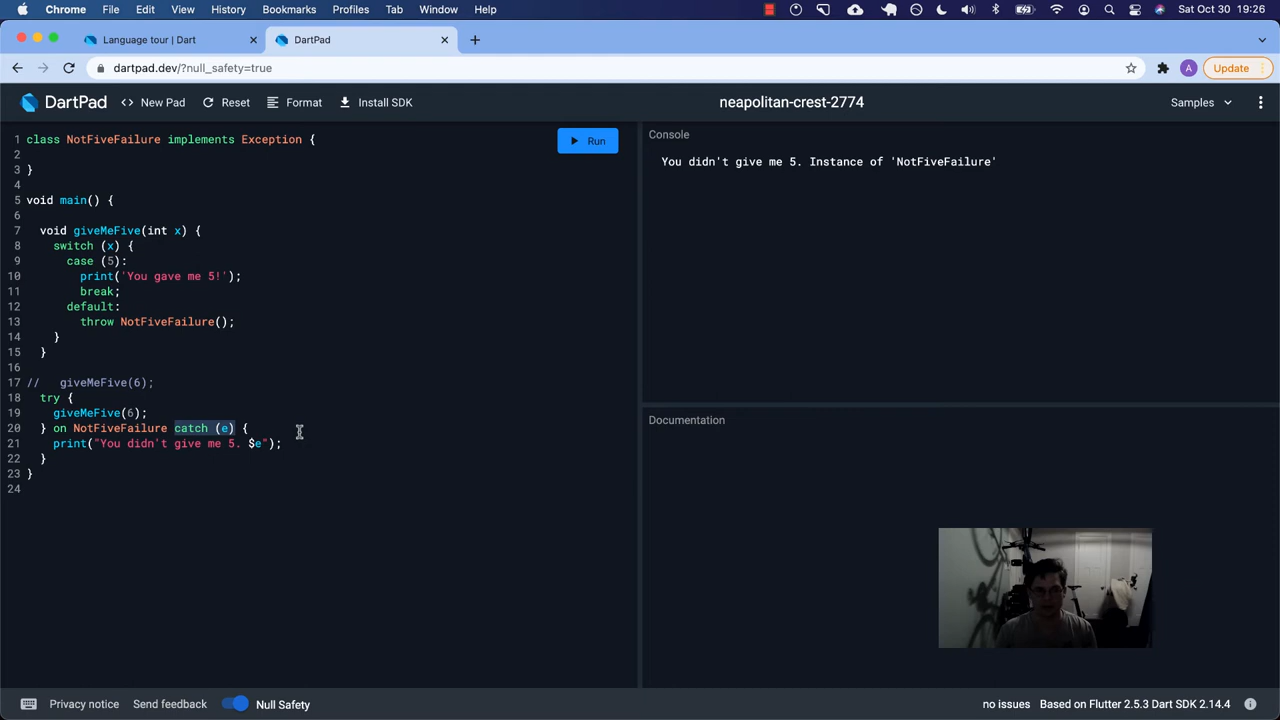 Chrome File Edit View History Bookmarks Profiles Tab Window Help Sat Oct 30 19:26
Language tour | Dart DartPad
dartpad.dev/?null_safety=true A Update
DartPad <> New Pad Reset Format Install SDK neapolitan-crest-2774 Samples
Run
1 class NotFiveFailure implements Exception {
2
3 }
4
5 void main() {
6
7 void giveMeFive(int x) {
8 switch (x) {
9 case (5):
10 print('You gave me 5!');
11 break;
12 default:
13 throw NotFiveFailure();
14 }
15 }
16
17 // giveMeFive(6);
18 try {
19 giveMeFive(6);
20 } on NotFiveFailure catch (e) {
21 print("You didn't give me 5. $e");
22 }
23 }
24
Console
You didn't give me 5. Instance of 'NotFiveFailure'
Documentation
Privacy notice Send feedback Null Safety no issues Based on Flutter 2.5.3 Dart SDK 2.14.4